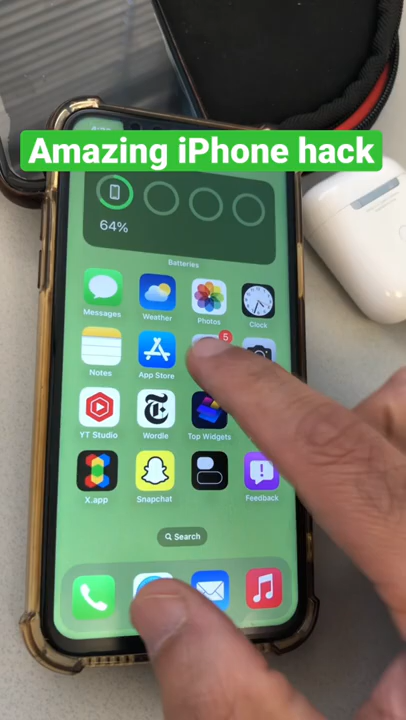 Amazing iPhone hack
64%
Batteries
Messages
Weather
Photos
Clock
5
Notes
App Store
YT Studio
Wordle
Top Widgets
X.app
Snapchat
Feedback
Search